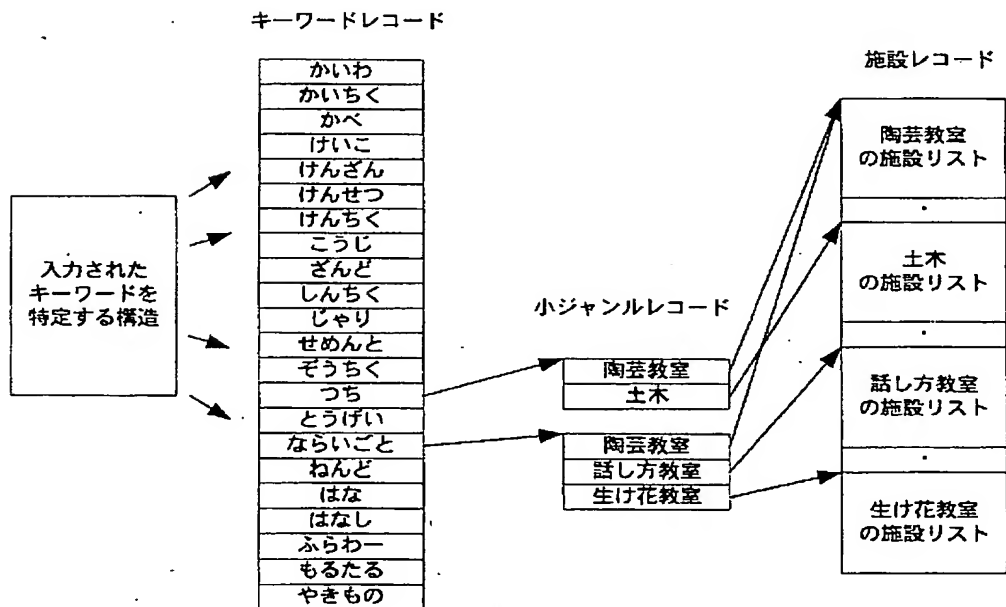 キーワードレコード
かいわ
かいちく
かべ
けいこ
けんざん
けんせつ
けんちく
こうじ
ざんど
しんちく
じゃり
せめんと
ぞうちく
つち
とうげい
ならいごと
ねんど
はな
はなし
ふらわー
もるたる
やきもの
入力された
キーワードを
特定する構造
小ジャンルレコード
陶芸教室
土木
陶芸教室
話し方教室
生け花教室
施設レコード
陶芸教室
の施設リスト
・
土木
の施設リスト
・
話し方教室
の施設リスト
・
生け花教室
の施設リスト